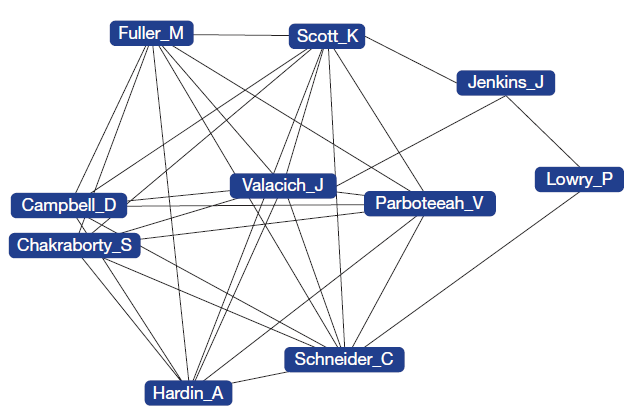 Fuller_M
Scott_K
Jenkins_J
Valacich_J
Lowry_P
Campbell_D
Parboteeah_V
Chakraborty_S
Schneider_C
Hardin_A